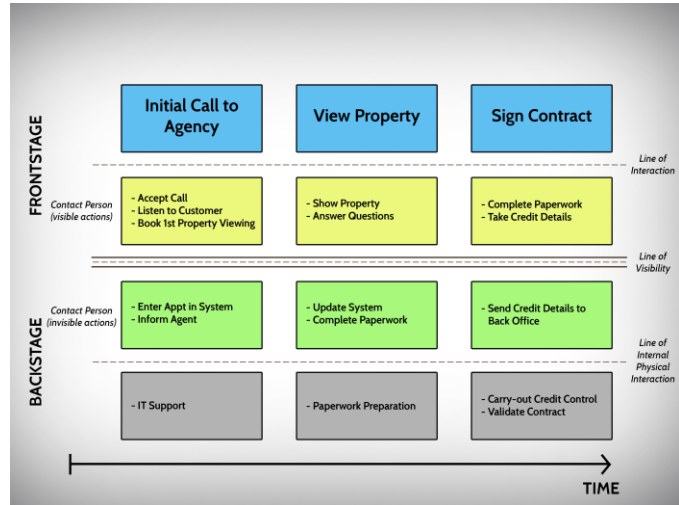 Initial Call to
Agency
View Property
Sign Contract
FRONTSTAGE
Line of
Interaction
Contact Person
(visible actions)
- Accept Call
- Listen to Customer
- Book 1st Property Viewing
- Show Property
- Answer Questions
- Complete Paperwork
- Take Credit Details
Line of
Visibility
BACKSTAGE
Contact Person
(invisible actions)
- Enter Appt in System
- Inform Agent
- Update System
- Complete Paperwork
- Send Credit Details to
Back Office
Line of
Internal
Physical
Interaction
- IT Support
- Paperwork Preparation
- Carry-out Credit Control
- Validate Contract
TIME